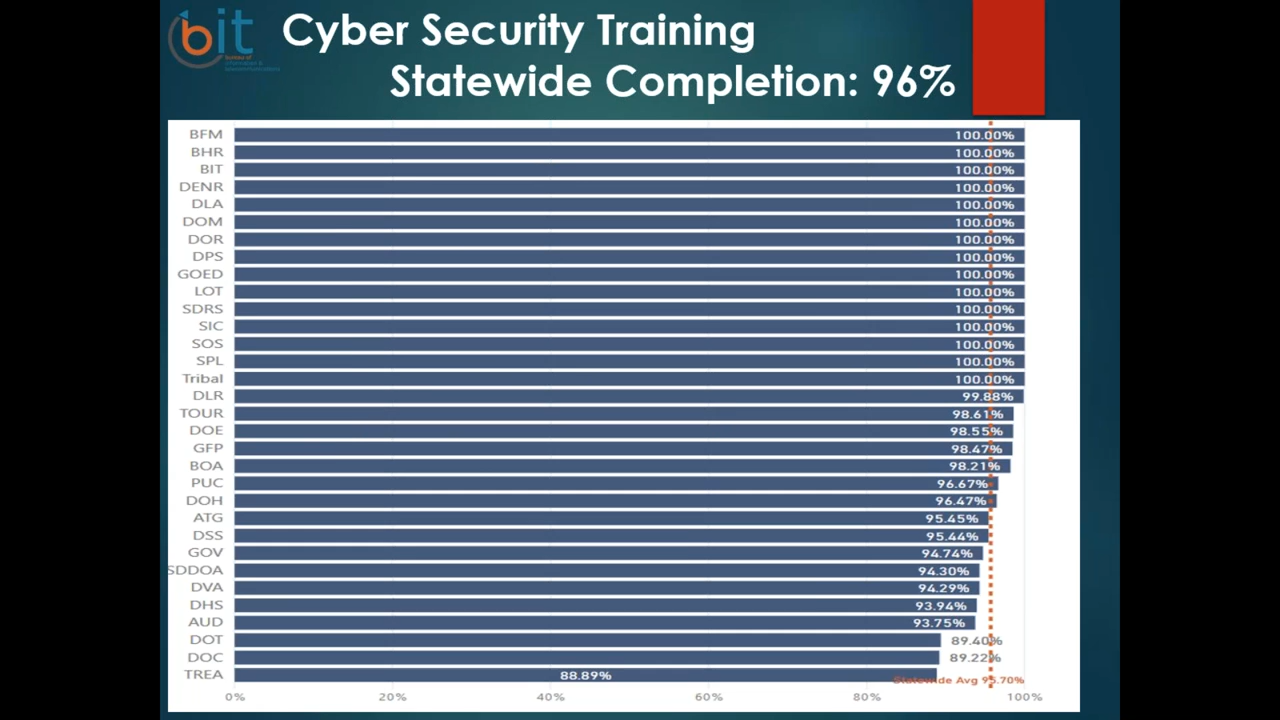 bit
bureau of
information &
telecommunications
Cyber Security Training
Statewide Completion: 96%
BFM 100.00%
BHR 100.00%
BIT 100.00%
DENR 100.00%
DLA 100.00%
DOM 100.00%
DOR 100.00%
DPS 100.00%
GOED 100.00%
LOT 100.00%
SDRS 100.00%
SIC 100.00%
SOS 100.00%
SPL 100.00%
Tribal 100.00%
DLR 99.88%
TOUR 98.61%
DOE 98.55%
GFP 98.47%
BOA 98.21%
PUC 96.67%
DOH 96.47%
ATG 95.45%
DSS 95.44%
GOV 94.74%
SDDOA 94.30%
DVA 94.29%
DHS 93.94%
AUD 93.75%
DOT 89.40%
DOC 89.22%
TREA 88.89%
Statewide Avg 95.70%
0% 20% 40% 60% 80% 100%